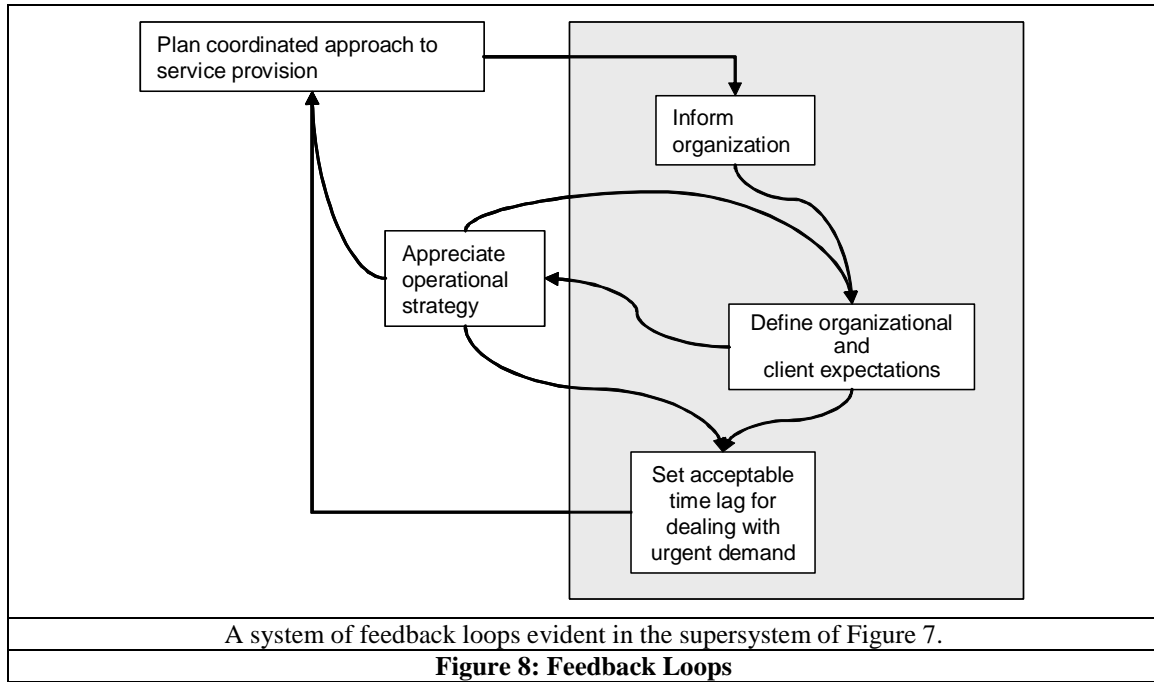 Plan coordinated approach to
service provision
Inform
organization
Appreciate
operational
strategy
Define organizational
and
client expectations
Set acceptable
time lag for
dealing with
urgent demand
A system of feedback loops evident in the supersystem of Figure 7.
Figure 8: Feedback Loops